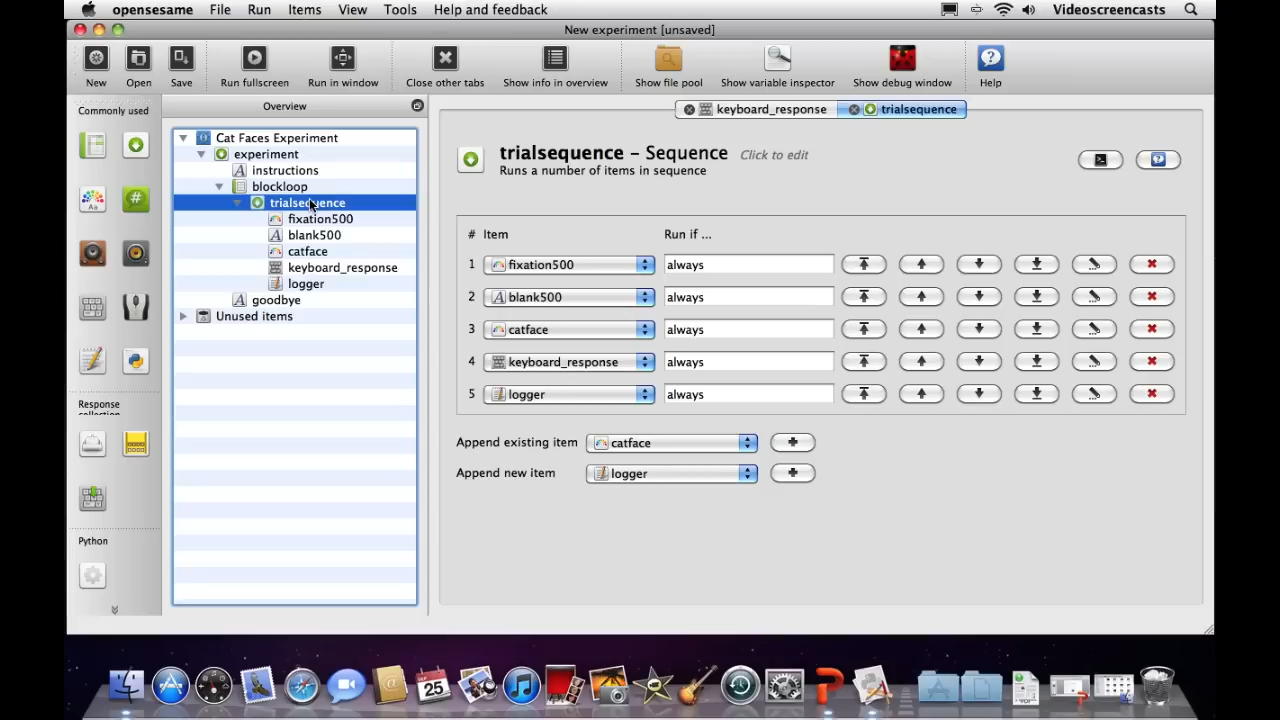 opensesame File Run Items View Tools Help and feedback Videoscreencasts
New experiment [unsaved]
New Open Save Run fullscreen Run in window Close other tabs Show info in overview Show file pool Show variable inspector Show debug window Help
Commonly used
Overview
keyboard_response trialsequence
Cat Faces Experiment
experiment
instructions
blockloop
trialsequence
fixation500
blank500
catface
keyboard_response
logger
goodbye
Unused items
Response
collection
Python
trialsequence – Sequence Click to edit
Runs a number of items in sequence
# Item Run if ...
1 fixation500 always
2 blank500 always
3 catface always
4 keyboard_response always
5 logger always
Append existing item catface
Append new item logger
SEP
25